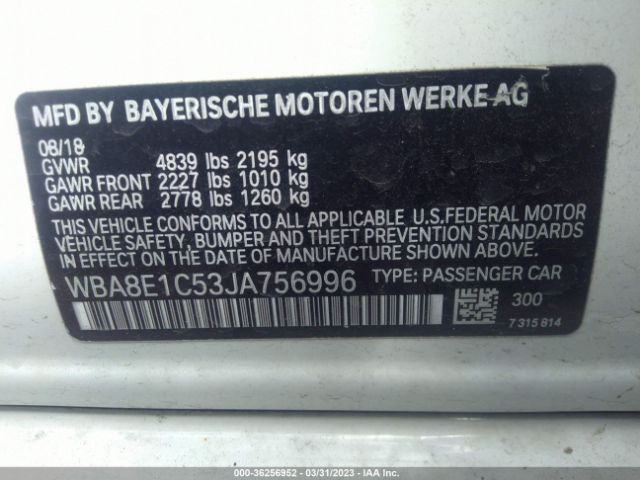 MFD BY BAYERISCHE MOTOREN WERKE AG
06/18
GVWR 4839 lbs 2195 kg
GAWR FRONT 2227 lbs 1010 kg
GAWR REAR 2778 lbs 1260 kg
THIS VEHICLE CONFORMS TO ALL APPLICABLE U.S.FEDERAL MOTOR
VEHICLE SAFETY, BUMPER AND THEFT PREVENTION STANDARDS
IN EFFECT ON THE DATE OF MANUFACTURE SHOWN ABOVE.
WBA8E1C53JA756996 TYPE: PASSENGER CAR
300
7 315 814
000-36256952 - 03/31/2023 - IAA Inc.